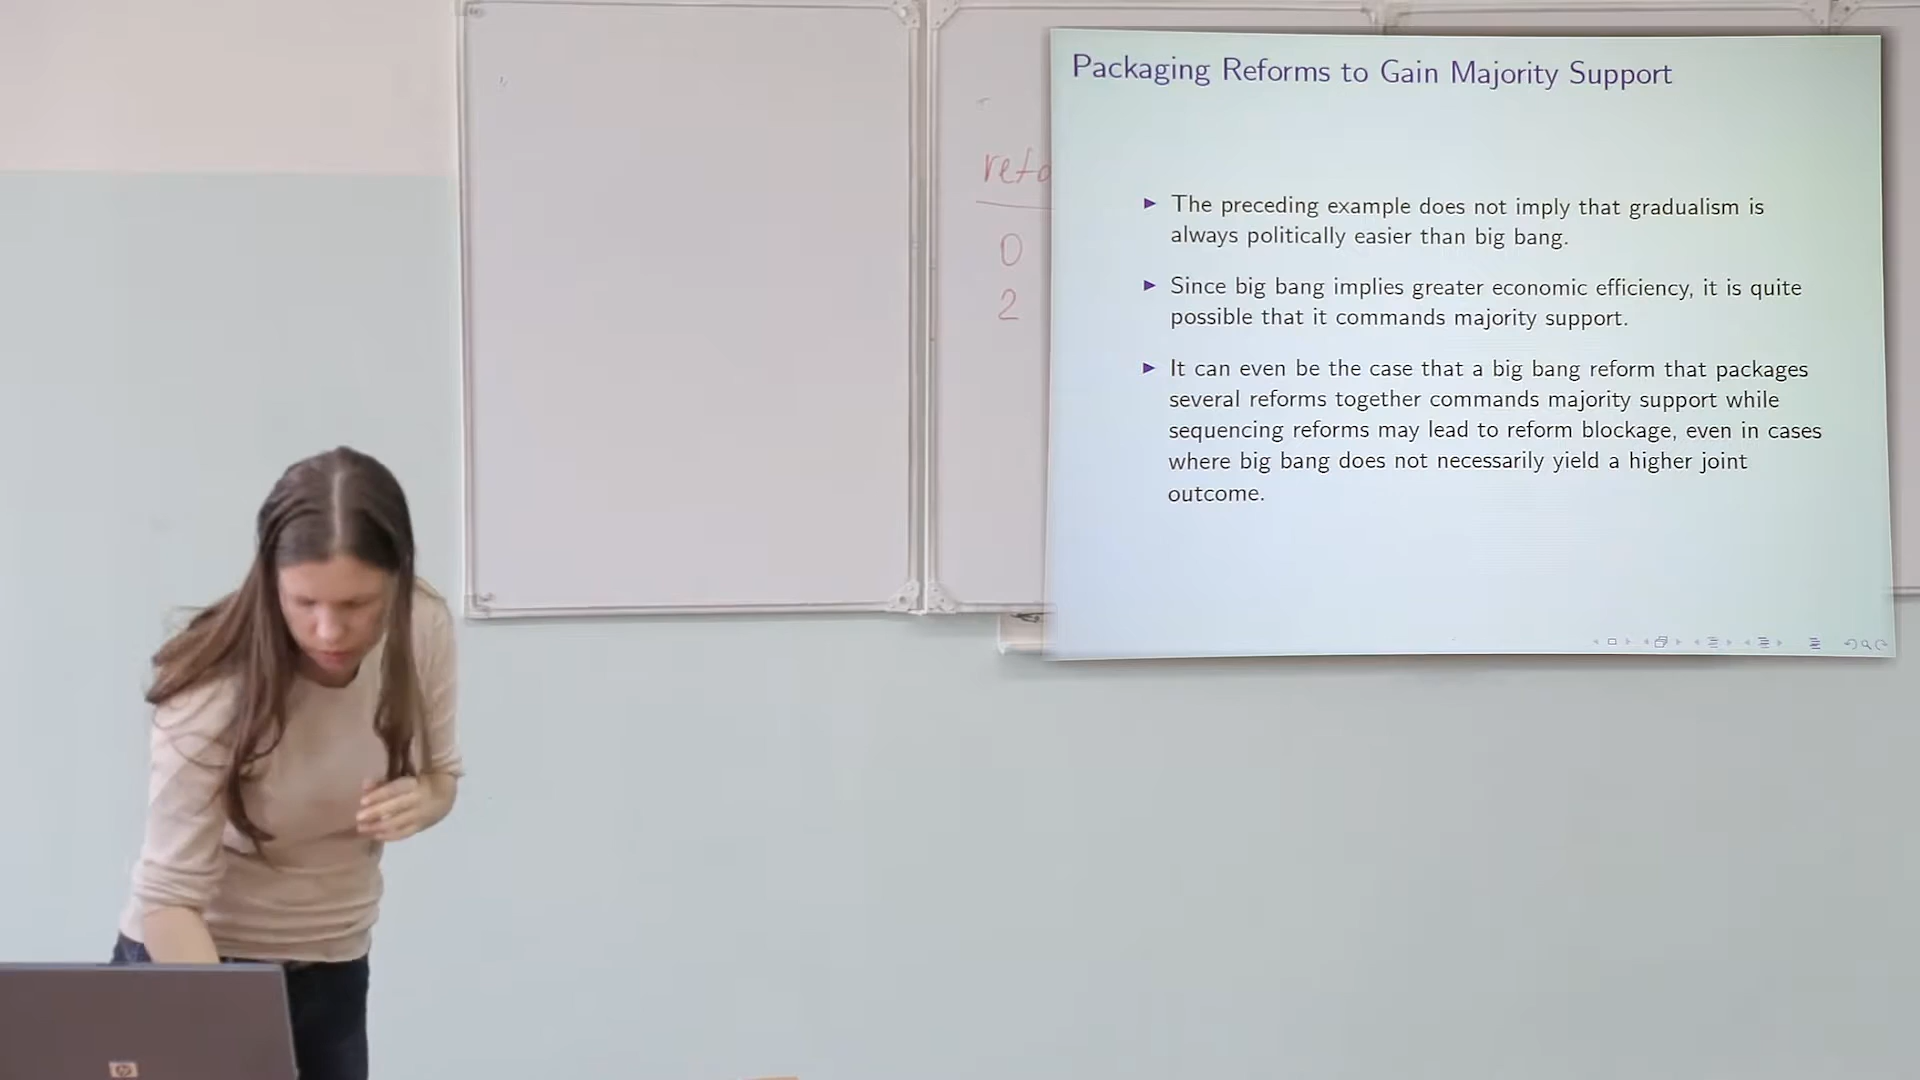 Packaging Reforms to Gain Majority Support
▶ The preceding example does not imply that gradualism is
always politically easier than big bang.
▶ Since big bang implies greater economic efficiency, it is quite
possible that it commands majority support.
▶ It can even be the case that a big bang reform that packages
several reforms together commands majority support while
sequencing reforms may lead to reform blockage, even in cases
where big bang does not necessarily yield a higher joint
outcome.
refo
0
2
hp